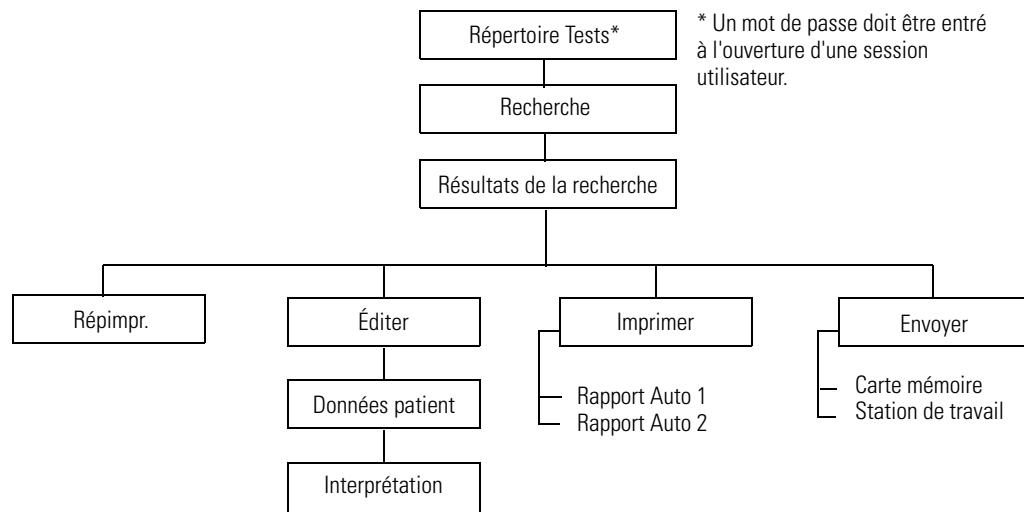 Répertoire Tests*
* Un mot de passe doit être entré
à l'ouverture d'une session
utilisateur.
Recherche
Résultats de la recherche
Répimpr.
Éditer
Imprimer
Envoyer
Données patient
Interprétation
Rapport Auto 1
Rapport Auto 2
Carte mémoire
Station de travail